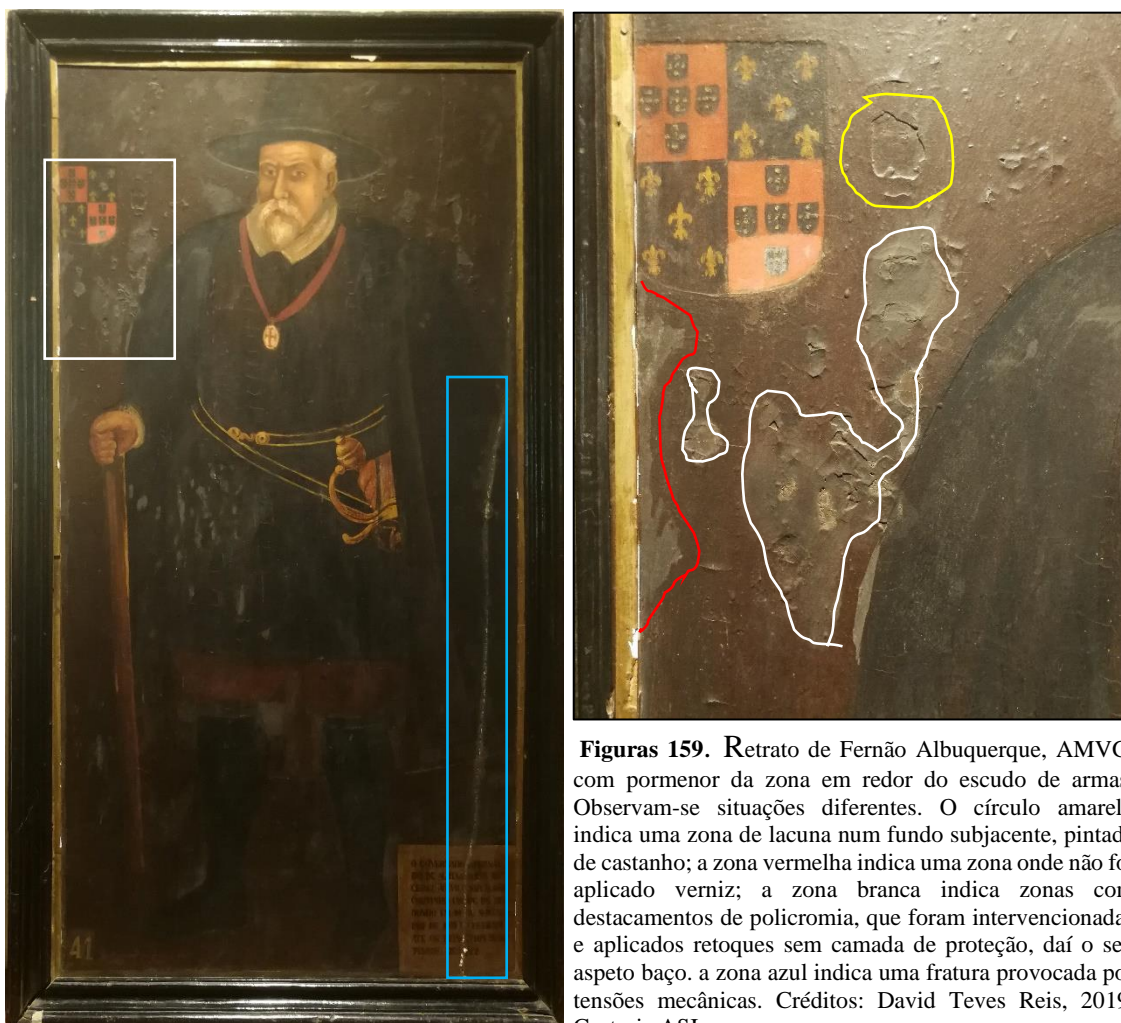 41
Figuras 159. Retrato de Fernão Albuquerque,
com pormenor da zona em redor do escudo de arma
Observam-se situações diferentes. O círculo amarel
indica uma zona de lacuna num fundo subjacente, pintad
de castanho; a zona vermelha indica uma zona onde não fo
aplicado verniz; a zona branca indica zonas con
destacamentos de policromia, que foram intervencionada
e aplicados retoques sem camada de proteção, daí o se
aspeto baço. a zona azul indica uma fratura provocada po
tensões mecânicas. Créditos: David Teves Reis, 2019